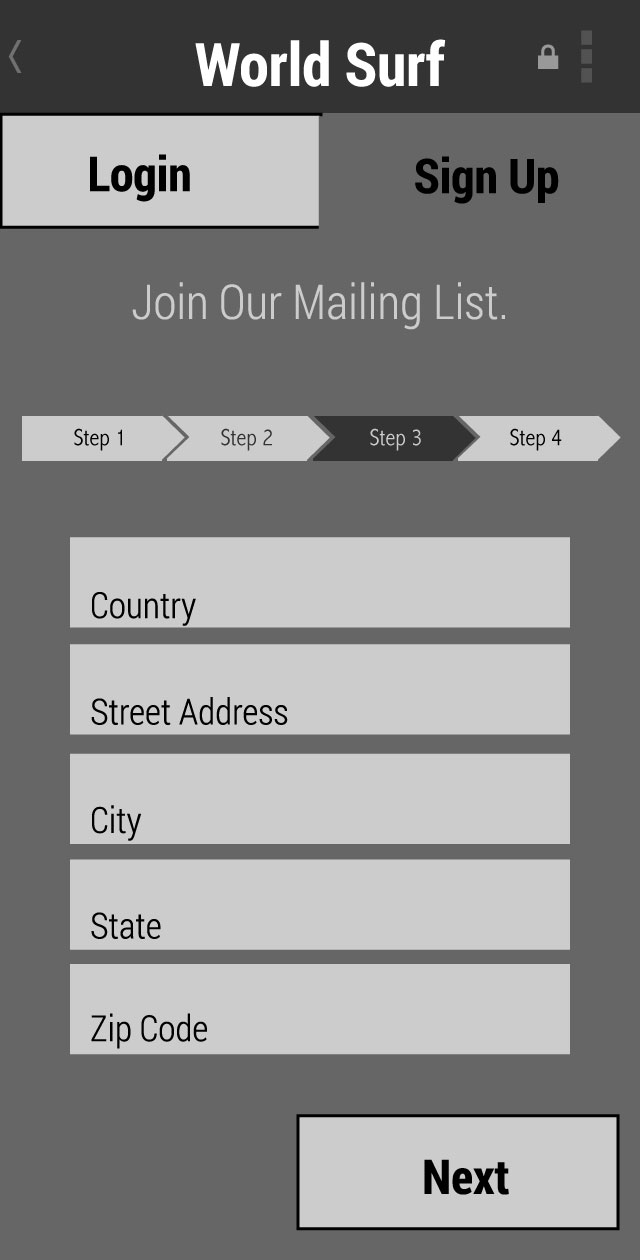 World Surf
Login
Sign Up
Join Our Mailing List.
Step 1
Step 2
Step 3
Step 4
Country
Street Address
City
State
Zip Code
Next